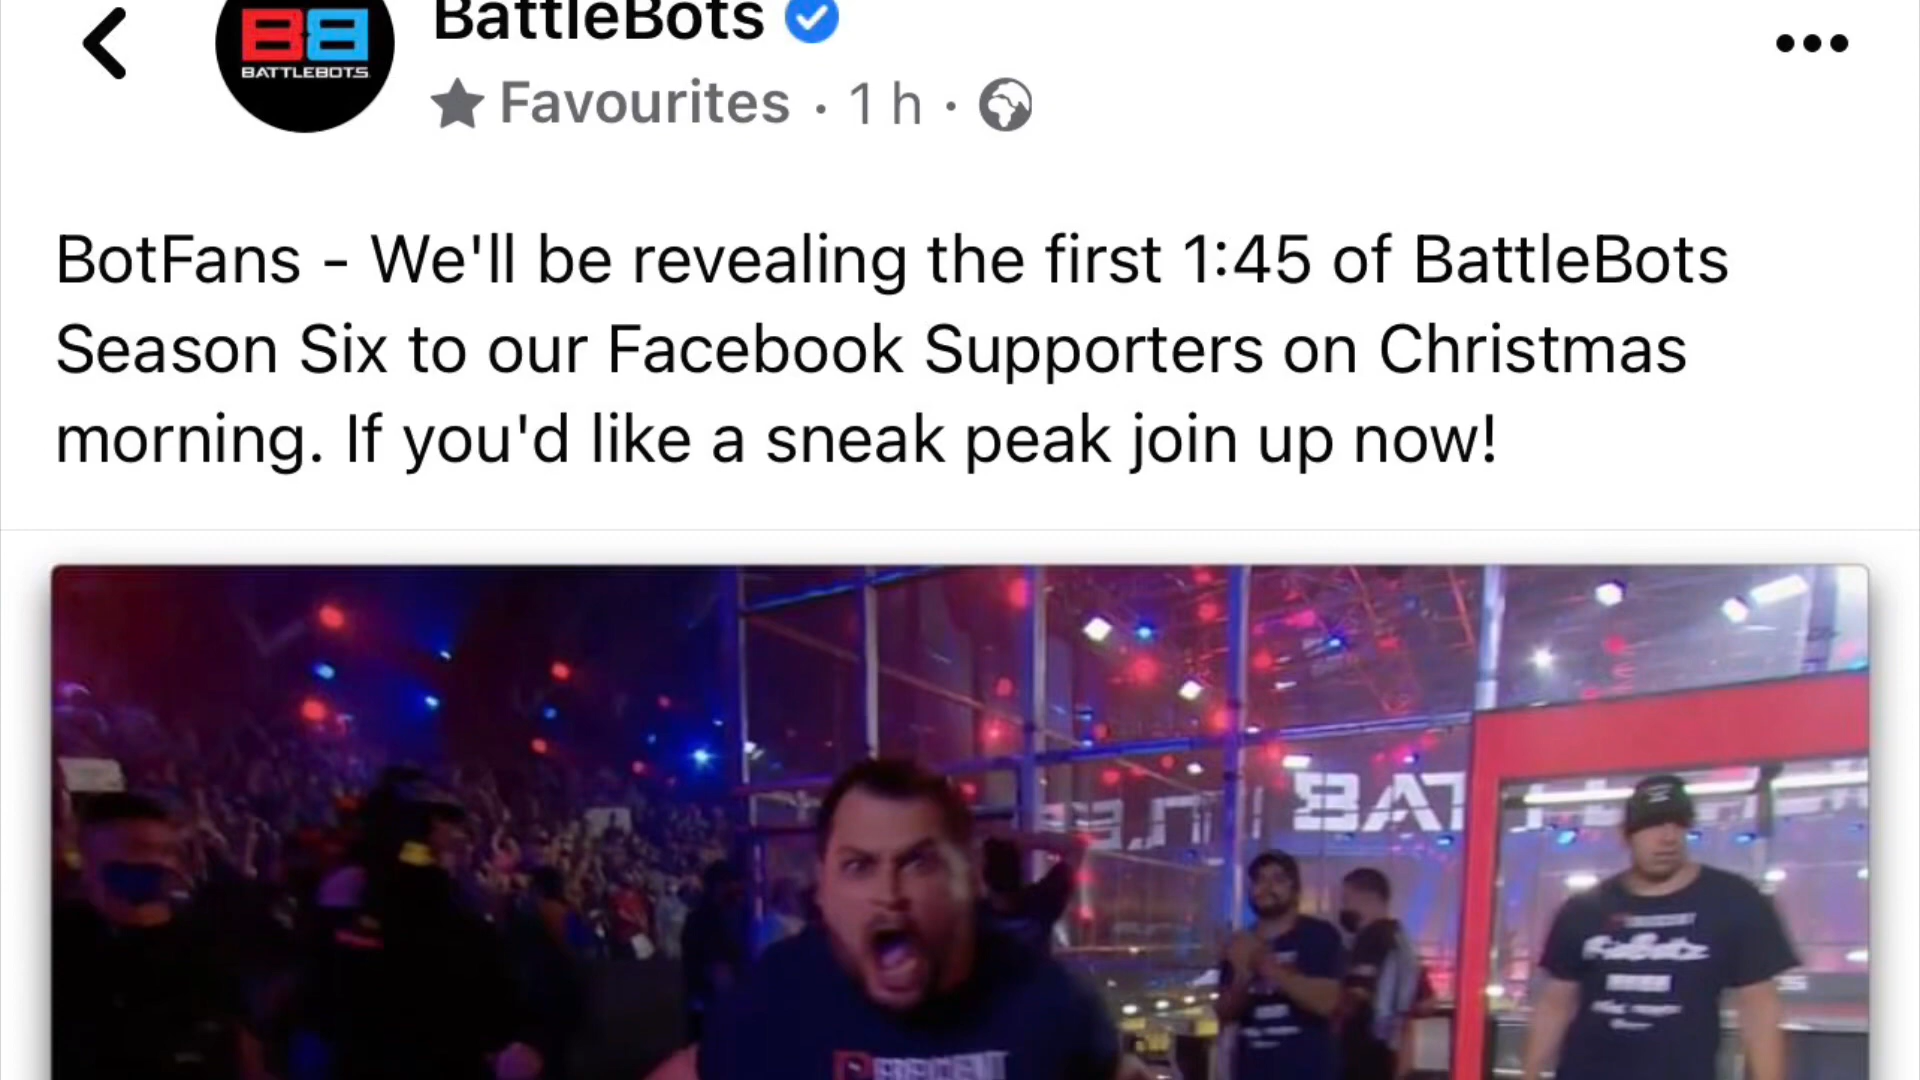 BATTLEBOTS
BattleBots
Favourites · 1 h ·
BotFans - We'll be revealing the first 1:45 of BattleBots
Season Six to our Facebook Supporters on Christmas
morning. If you'd like a sneak peak join up now!